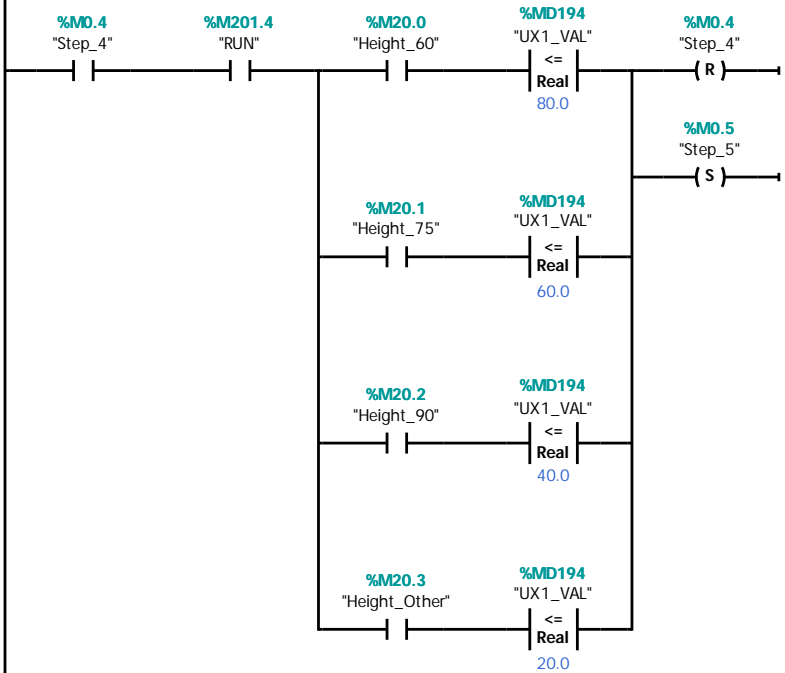 %M0.4
"Step_4"
%M201.4
"RUN"
%M20.0
"Height_60"
%MD194
"UX1_VAL"
<=
Real
80.0
%M0.4
"Step_4"
R
%M0.5
"Step_5"
S
%M20.1
"Height_75"
%MD194
"UX1_VAL"
<=
Real
60.0
%M20.2
"Height_90"
%MD194
"UX1_VAL"
<=
Real
40.0
%M20.3
"Height_Other"
%MD194
"UX1_VAL"
<=
Real
20.0